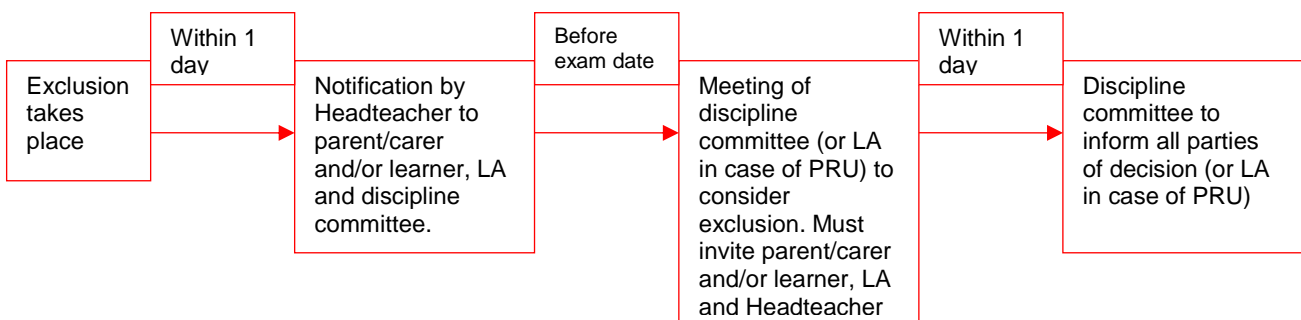 Exclusion
takes
place
Within 1
day
Notification by
Headteacher to
parent/carer
and/or learner, LA
and discipline
committee.
Before
exam date
Meeting of
discipline
committee (or LA
in case of PRU) to
consider
exclusion. Must
invite parent/carer
and/or learner, LA
and Headteacher
Within 1
day
Discipline
committee to
inform all parties
of decision (or LA
in case of PRU)